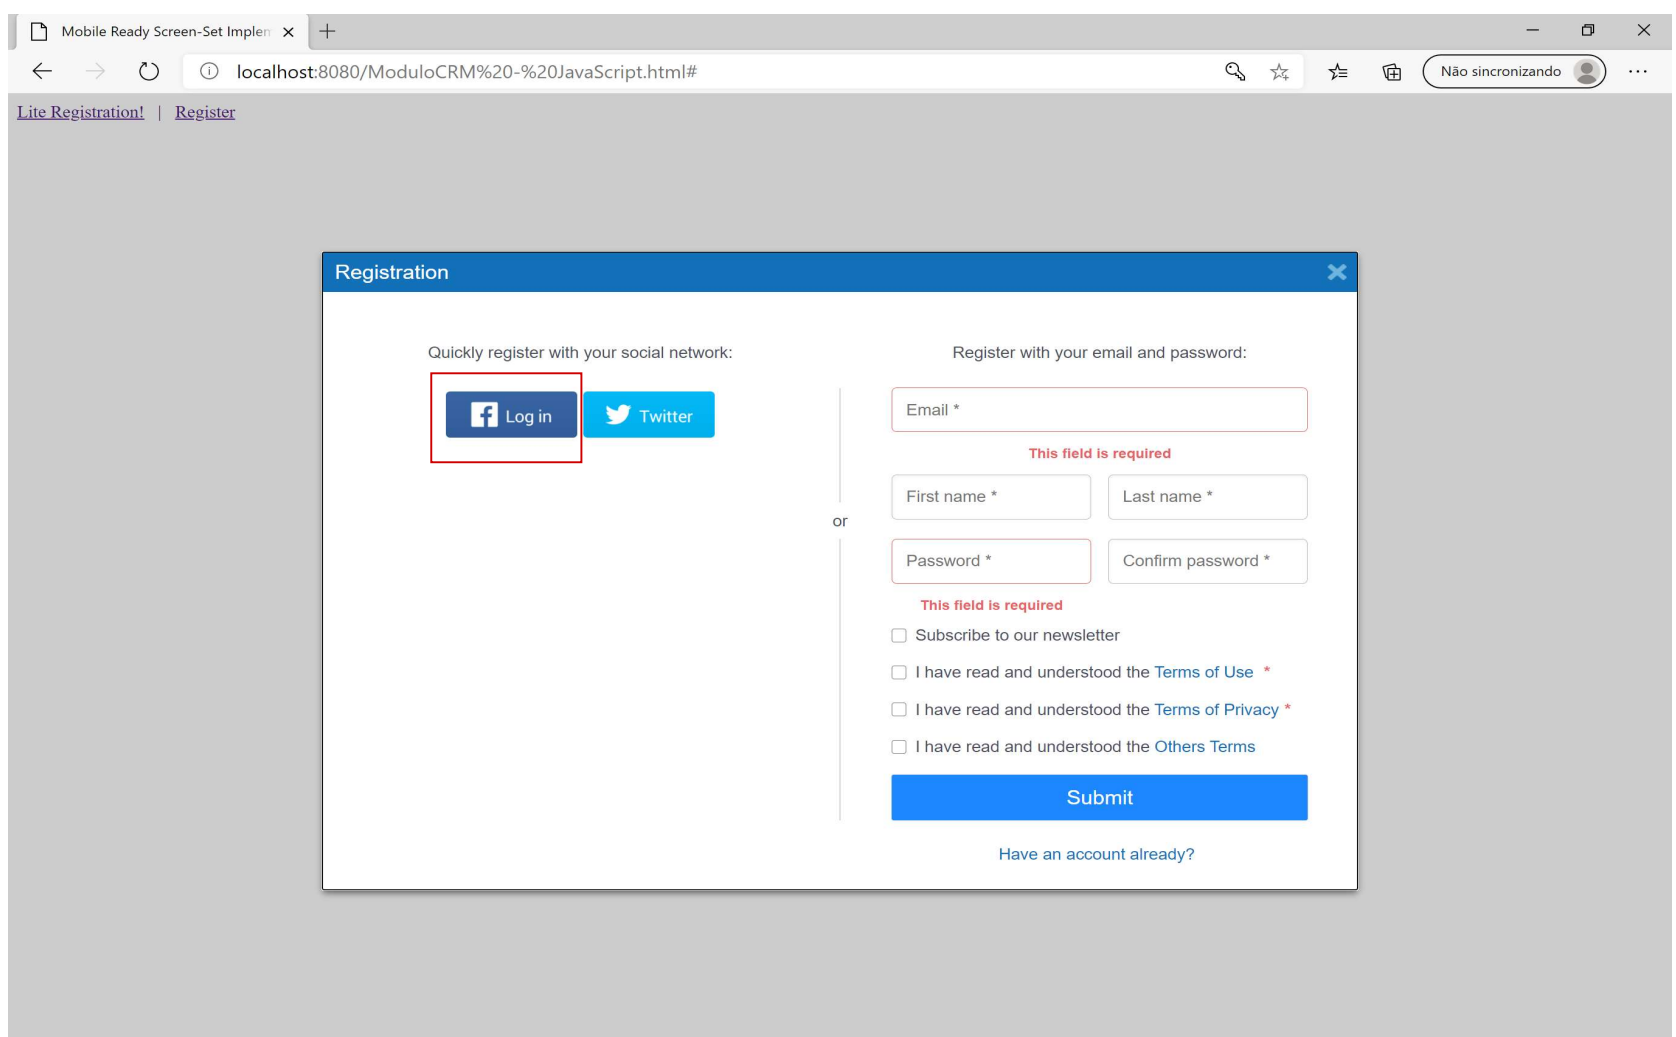 Mobile Ready Screen-Set Implem
localhost:8080/ModuloCRM%20-%20JavaScript.html#
Não sincronizando
Lite Registration! | Register
Registration
Quickly register with your social network:
Log in
Twitter
or
Register with your email and password:
Email *
This field is required
First name * Last name *
Password * Confirm password *
This field is required
Subscribe to our newsletter
I have read and understood the Terms of Use *
I have read and understood the Terms of Privacy *
I have read and understood the Others Terms
Submit
Have an account already?